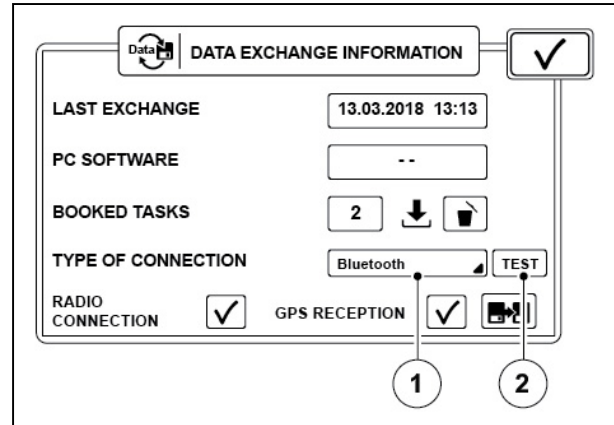 Data
DATA EXCHANGE INFORMATION
LAST EXCHANGE 13.03.2018 13:13
PC SOFTWARE --
BOOKED TASKS 2
TYPE OF CONNECTION Bluetooth TEST
RADIO CONNECTION GPS RECEPTION
1 2